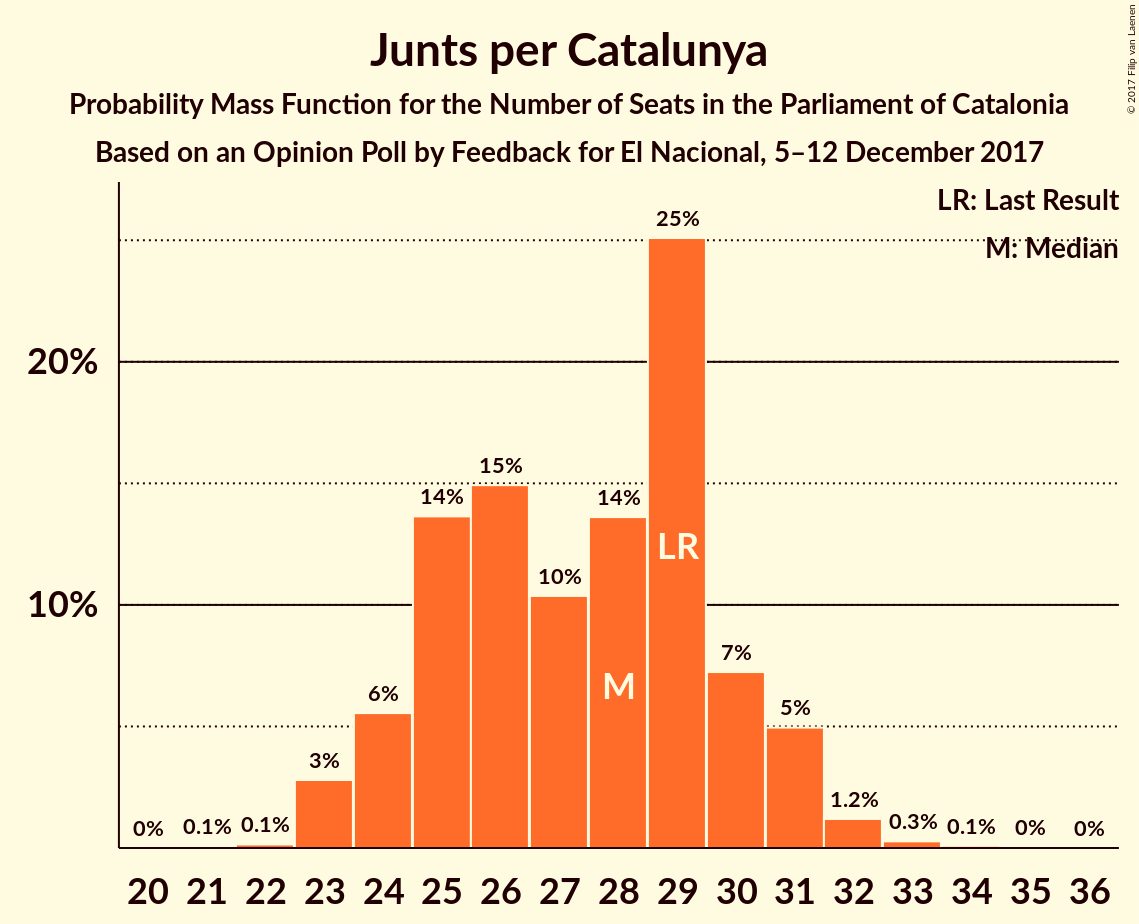 Junts per Catalunya
Probability Mass Function for the Number of Seats in the Parliament of Catalonia
Based on an Opinion Poll by Feedback for El Nacional, 5–12 December 2017
© 2017 Filip van Laenen
LR: Last Result
M: Median
20%
10%
0%
0.1%
0.1%
3%
6%
14%
15%
10%
14%
25%
7%
5%
1.2%
0.3%
0.1%
0%
0%
LR
M
20 21 22 23 24 25 26 27 28 29 30 31 32 33 34 35 36